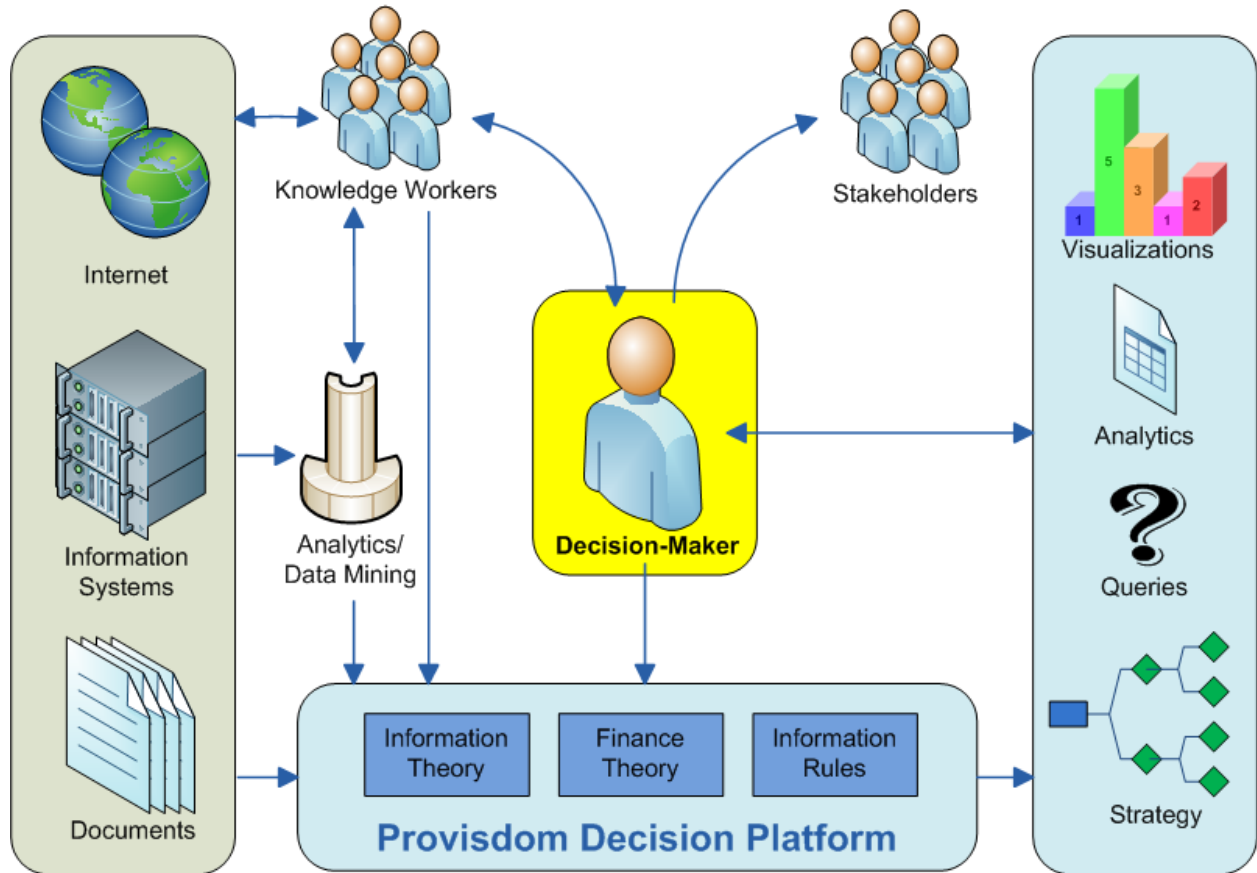 Internet
Information
Systems
Documents
Knowledge Workers
Analytics/
Data Mining
Stakeholders
Decision-Maker
Information
Theory
Finance
Theory
Information
Rules
Provisdom Decision Platform
1
5
3
1
2
Visualizations
Analytics
Queries
?
Strategy